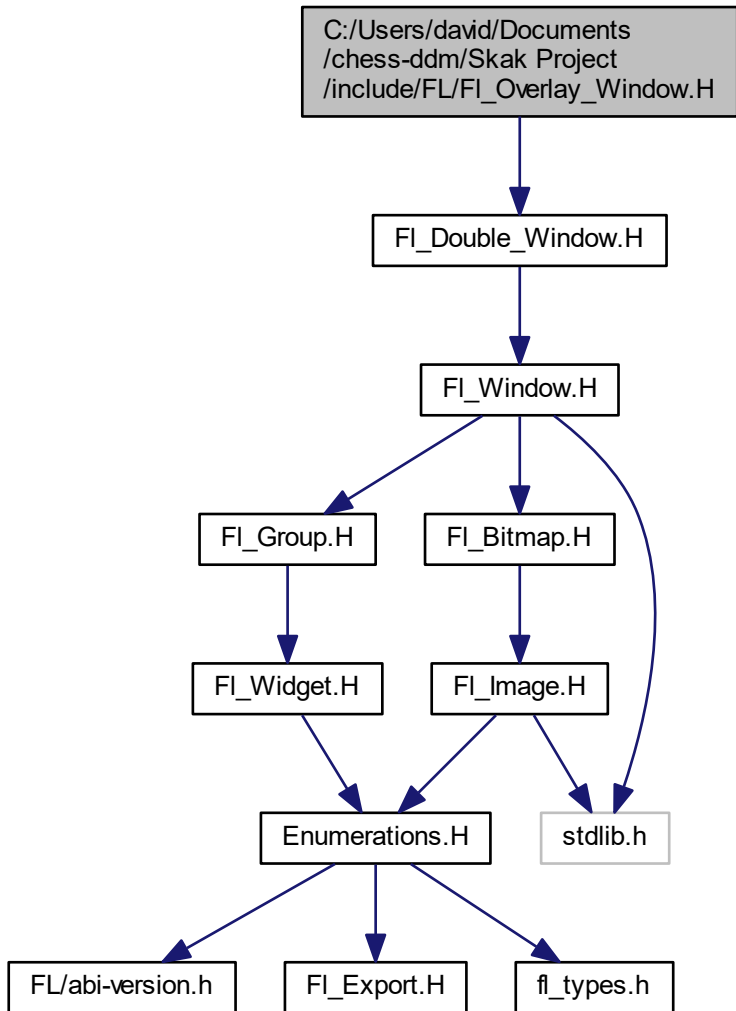 C:/Users/david/Documents
/chess-ddm/Skak Project
/include/FL/Fl_Overlay_Window.H
Fl_Double_Window.H
Fl_Window.H
Fl_Group.H
Fl_Bitmap.H
Fl_Widget.H
Fl_Image.H
Enumerations.H
stdlib.h
FL/abi-version.h
Fl_Export.H
fl_types.h